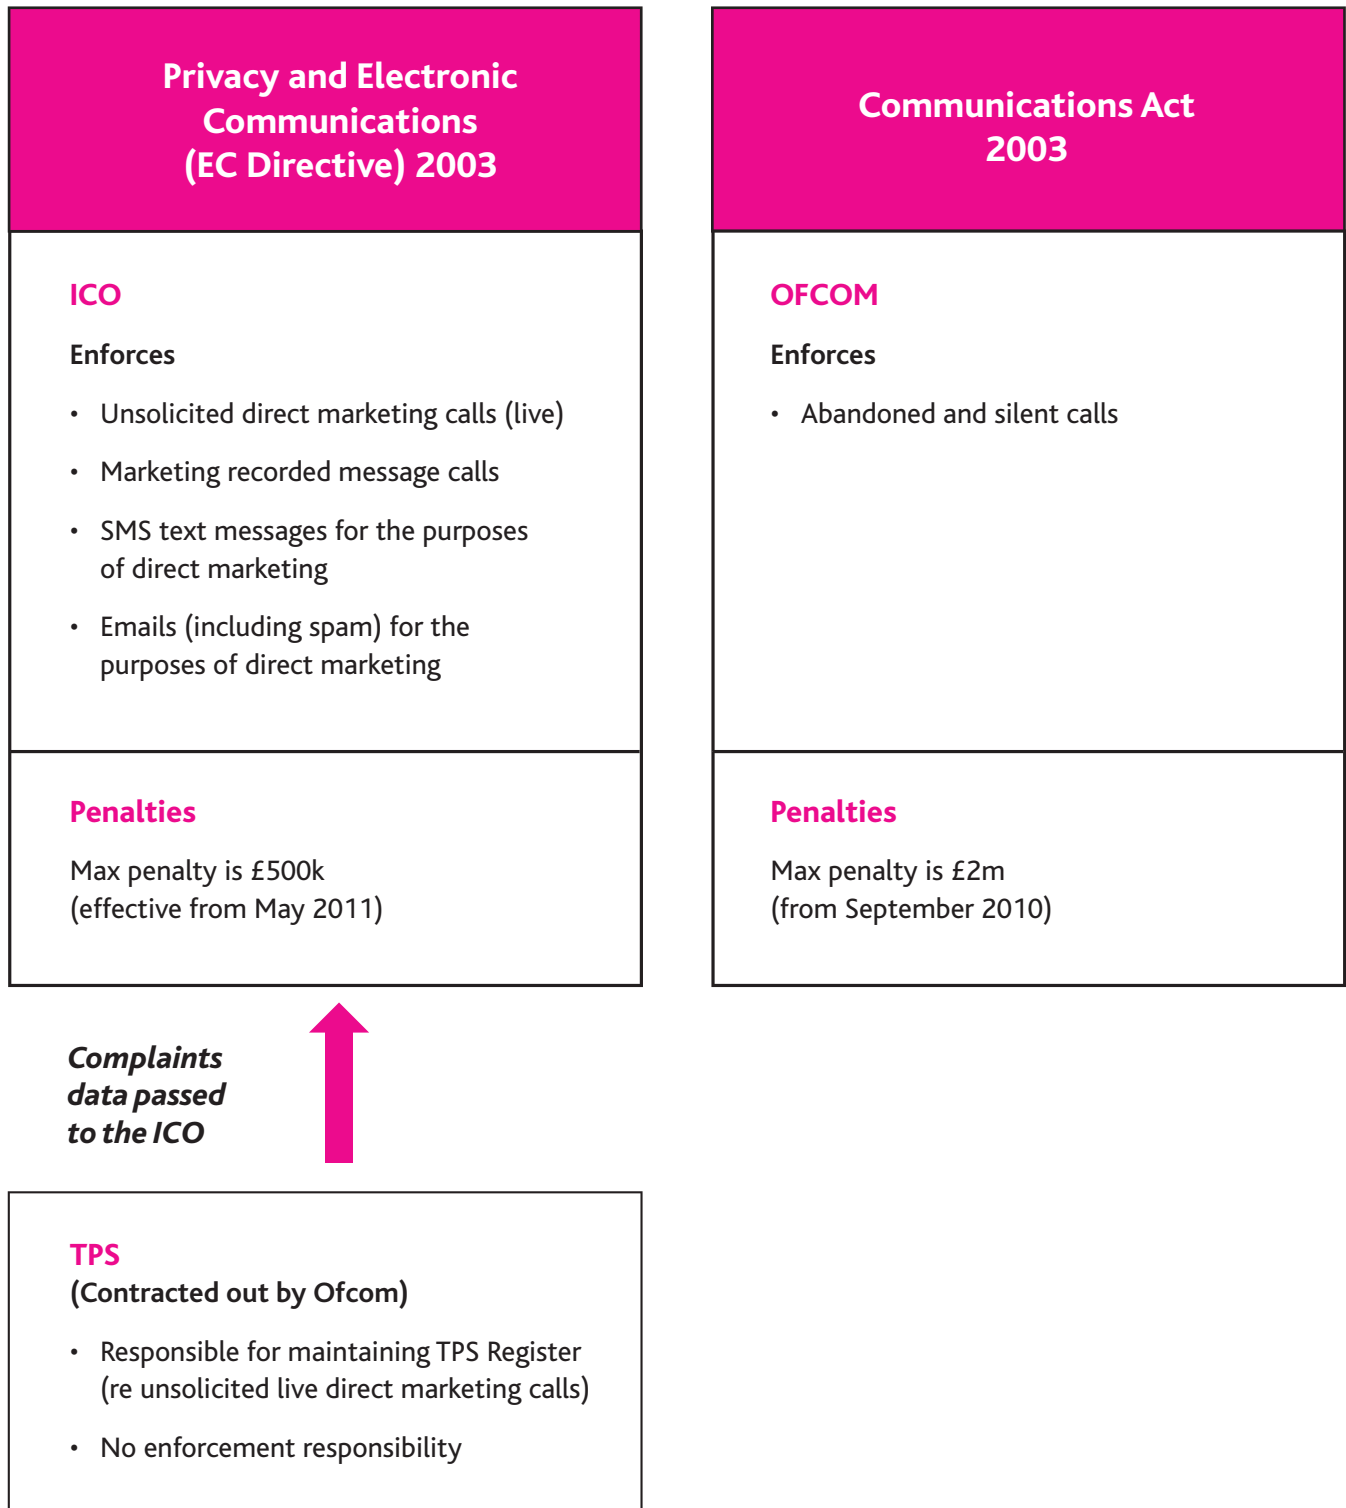 Privacy and Electronic
Communications
(EC Directive) 2003
ICO
Enforces
• Unsolicited direct marketing calls (live)
• Marketing recorded message calls
• SMS text messages for the purposes
of direct marketing
• Emails (including spam) for the
purposes of direct marketing
Penalties
Max penalty is £500k
(effective from May 2011)
Communications Act
2003
OFCOM
Enforces
• Abandoned and silent calls
Penalties
Max penalty is £2m
(from September 2010)
Complaints
data passed
to the ICO
TPS
(Contracted out by Ofcom)
• Responsible for maintaining TPS Register
(re unsolicited live direct marketing calls)
• No enforcement responsibility